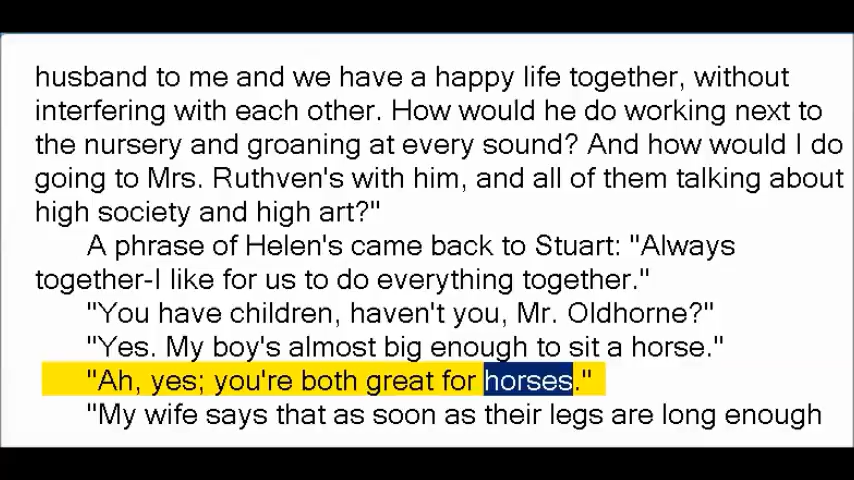 husband to me and we have a happy life together, without
interfering with each other. How would he do working next to
the nursery and groaning at every sound? And how would I do
going to Mrs. Ruthven's with him, and all of them talking about
high society and high art?"
A phrase of Helen's came back to Stuart: "Always
together-I like for us to do everything together."
"You have children, haven't you, Mr. Oldhorne?"
"Yes. My boy's almost big enough to sit a horse."
"Ah, yes; you're both great for horses."
"My wife says that as soon as their legs are long enough